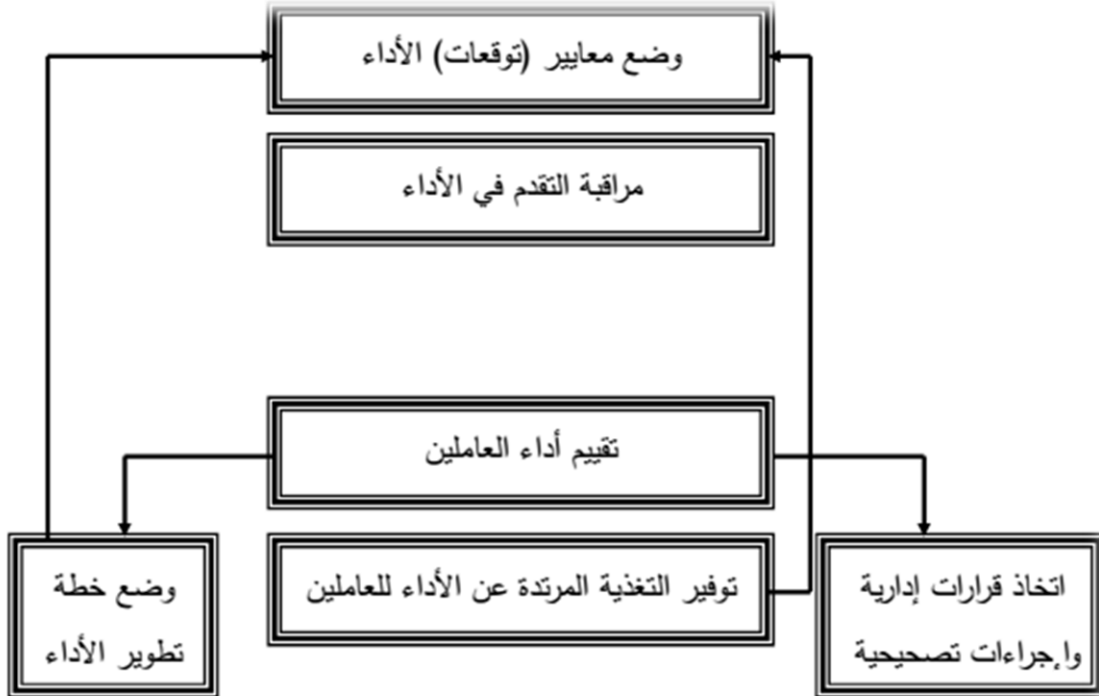 وضع معايير (توقعات) الأداء
مراقبة التقدم في الأداء
تقييم أداء العاملين
توفير التغذية المرتدة عن الأداء للعاملين
اتخاذ قرارات إدارية
وإجراءات تصحيحية
وضع خطة
تطوير الأداء